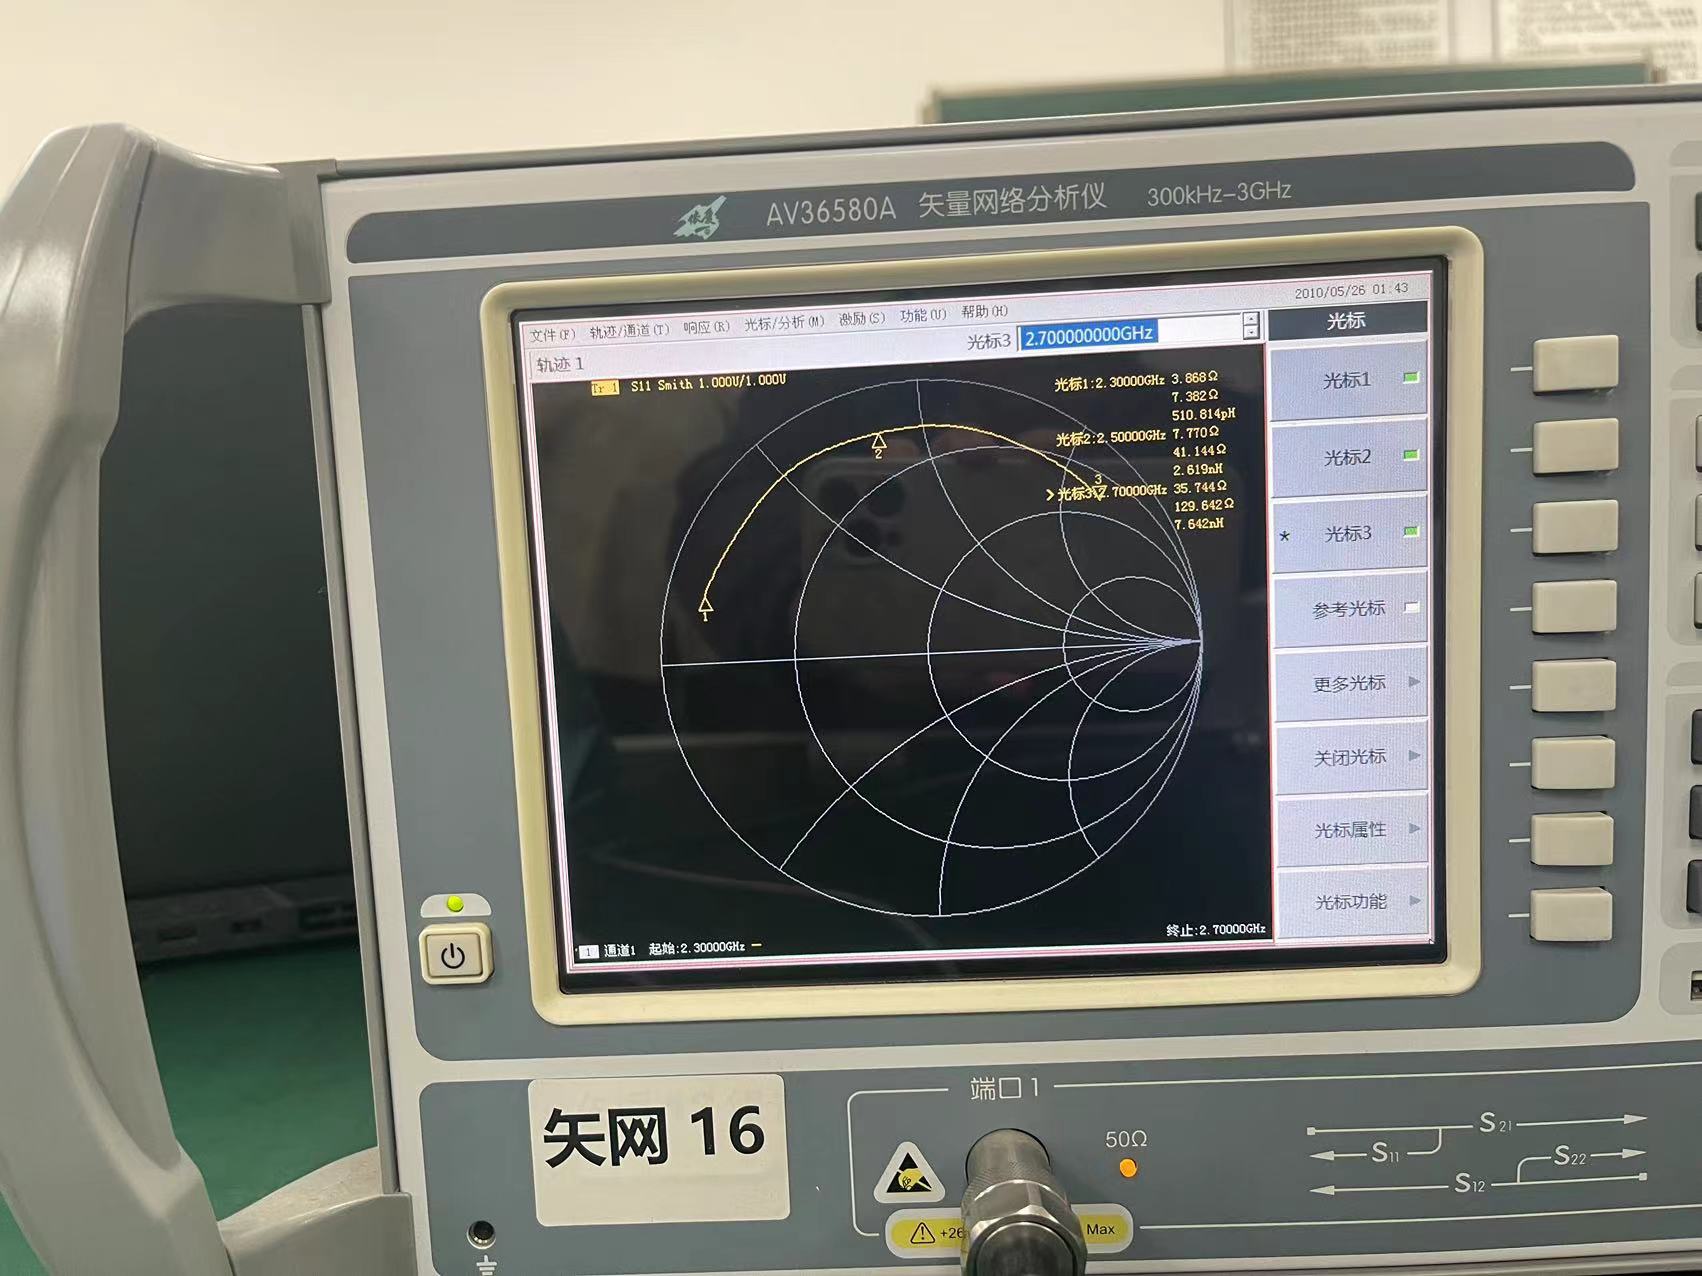 AV36580A 矢量网络分析仪 300kHz-3GHz
2010/05/26 01:43
文件(F) 轨迹/通道(T) 响应(R) 光标/分析(M) 激励(S) 功能(U) 帮助(H)
光标
光标3 2.700000000GHz
轨迹 1
Tr 1 S11 Smith 1.000U/1.000U
光标1:2.30000GHz 3.868Ω
7.382Ω
510.814pH
光标2:2.50000GHz 7.770Ω
41.144Ω
2.619nH
>光标3:2.70000GHz 35.744Ω
129.642Ω
7.642nH
1
2
3
光标1
光标2
* 光标3
参考光标
更多光标
关闭光标
光标属性
光标功能
1 通道1 起始:2.30000GHz
终止:2.70000GHz
矢网 16
端口 1
50Ω
Max
S21
S11
S22
S12